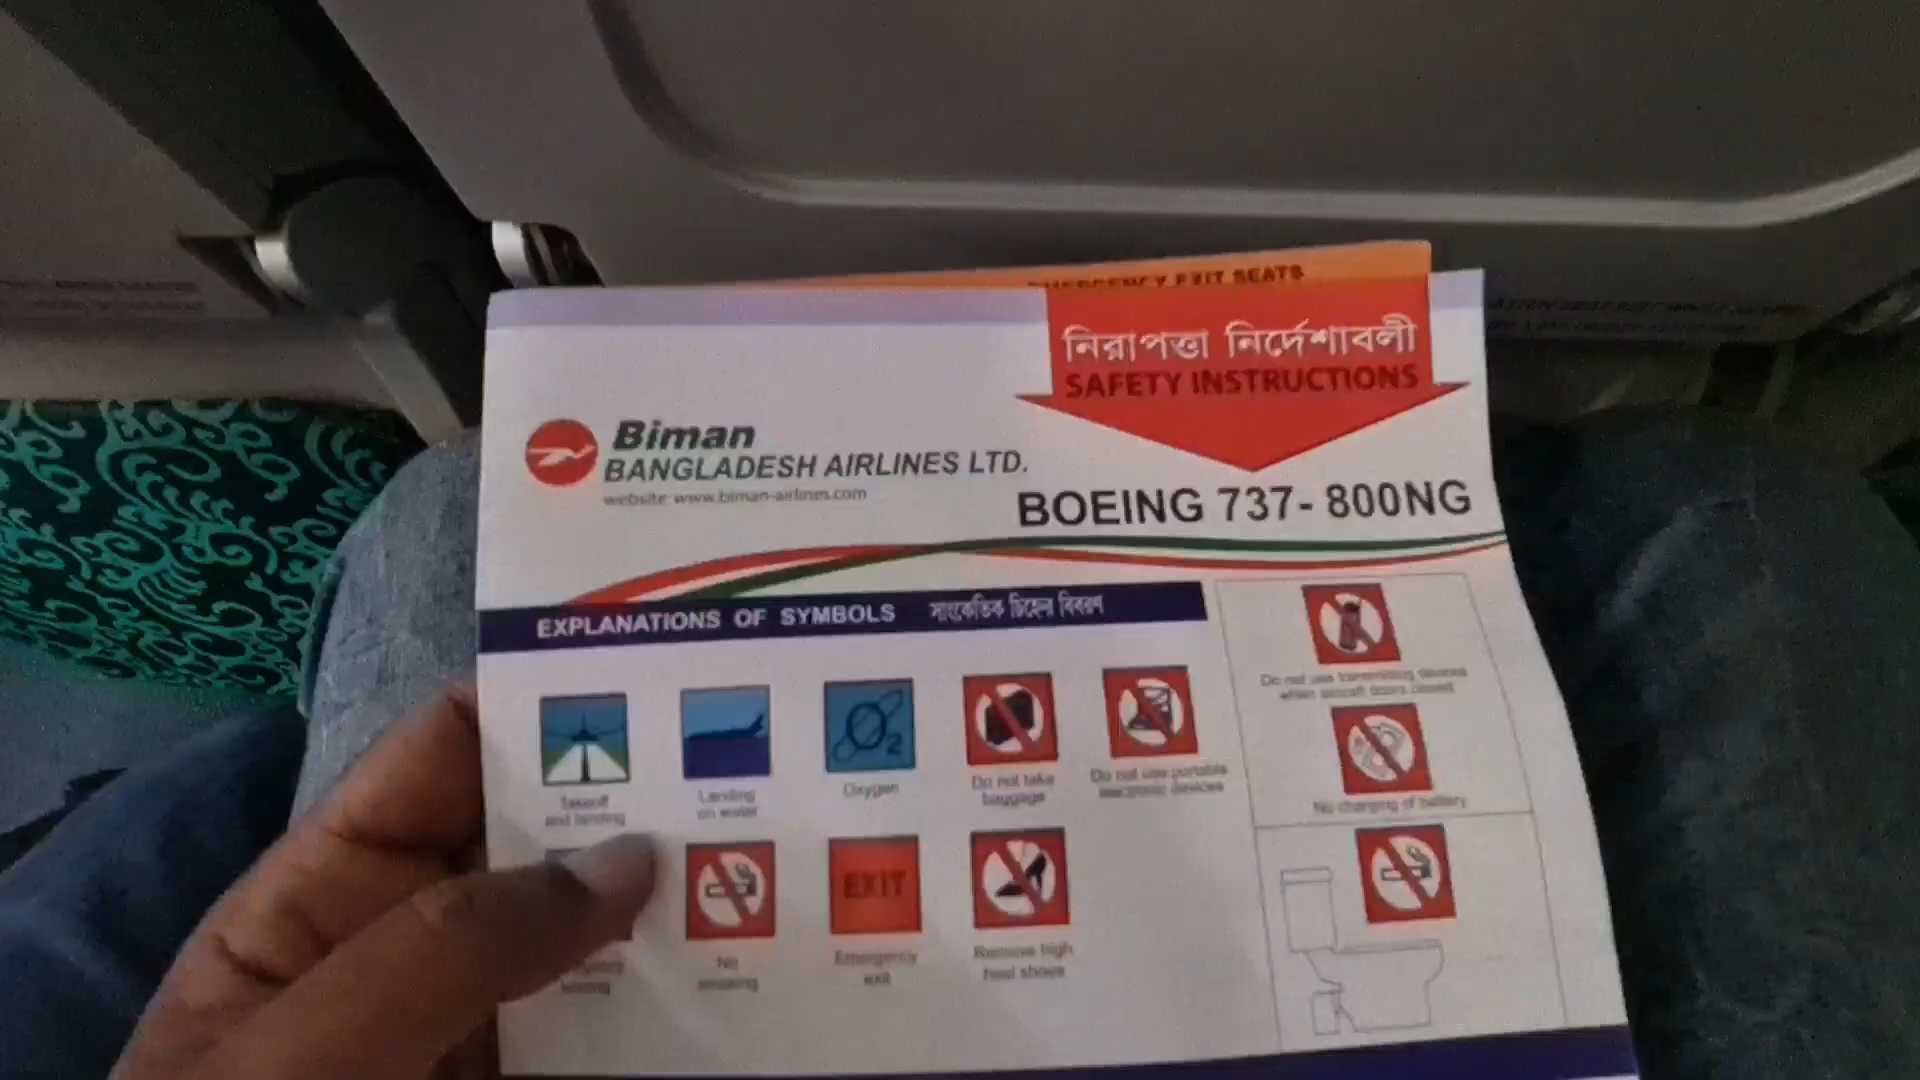 EMERGENCY EXIT SEATS
নিরাপত্তা নির্দেশাবলী
SAFETY INSTRUCTIONS
Biman
BANGLADESH AIRLINES LTD.
website: www.biman-airlines.com
BOEING 737- 800NG
EXPLANATIONS OF SYMBOLS সাংকেতিক চিহ্নের বিবরণ
Takeoff
and landing
Landing
on water
O2
Oxygen
Do not take
baggage
Do not use portable
electronic devices
Do not use transmitting devices
when aircraft doors closed
No charging of battery
No
smoking
EXIT
Emergency
exit
Remove high
heel shoes